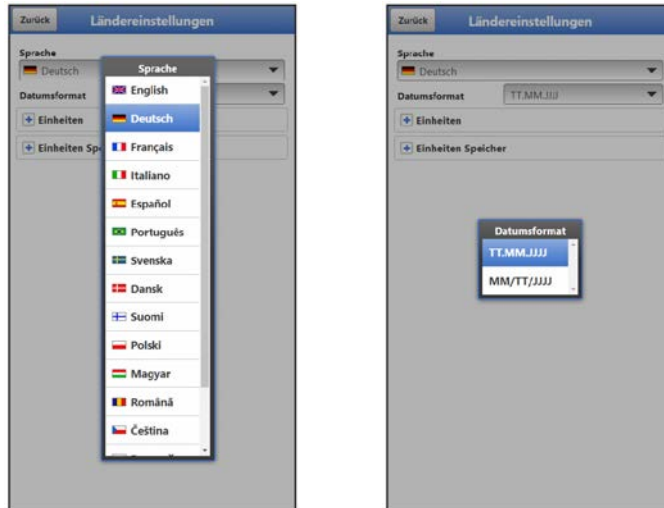 Zurück Ländereinstellungen
Sprache
Deutsch
Datumsformat
Einheiten
Einheiten
Sprache
English
Deutsch
Français
Italiano
Español
Português
Svenska
Dansk
Suomi
Polski
Magyar
Română
Čeština
Zurück Ländereinstellungen
Sprache
Deutsch
Datumsformat TT.MM.JJJJ
Einheiten
Einheiten Speicher
Datumsformat
TT.MM.JJJJ
MM/TT/JJJJ